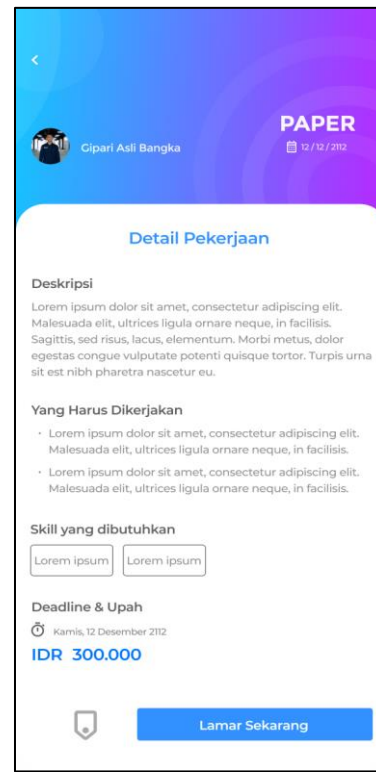 PAPER
Gipari Asli Bangka
12 / 12 / 2112
Detail Pekerjaan
Deskripsi
Lorem ipsum dolor sit amet, consectetur adipiscing elit.
Malesuada elit, ultrices ligula ornare neque, in facilisis.
Sagittis, sed risus, lacus, elementum. Morbi metus, dolor
egestas congue vulputate potenti quisque tortor. Turpis urna
sit est nibh pharetra nascetur eu.
Yang Harus Dikerjakan
• Lorem ipsum dolor sit amet, consectetur adipiscing elit.
Malesuada elit, ultrices ligula ornare neque, in facilisis.
• Lorem ipsum dolor sit amet, consectetur adipiscing elit.
Malesuada elit, ultrices ligula ornare neque, in facilisis.
Skill yang dibutuhkan
Lorem ipsum Lorem ipsum
Deadline & Upah
Kamis, 12 Desember 2112
IDR 300.000
Lamar Sekarang